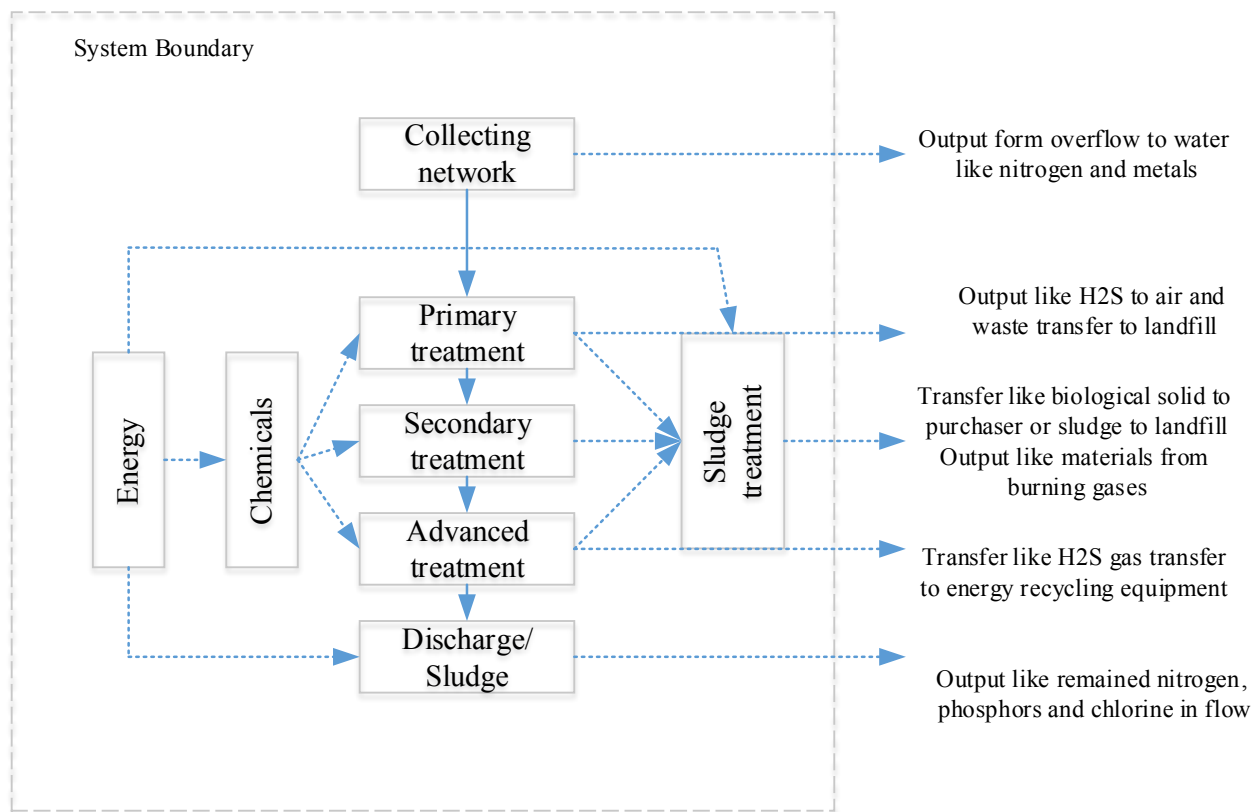 System Boundary
Collecting
network
Output form overflow to water
like nitrogen and metals
Primary
treatment
Output like H2S to air and
waste transfer to landfill
Energy
Chemicals
Secondary
treatment
Sludge
treatment
Transfer like biological solid to
purchaser or sludge to landfill
Output like materials from
burning gases
Advanced
treatment
Transfer like H2S gas transfer
to energy recycling equipment
Discharge/
Sludge
Output like remained nitrogen,
phosphors and chlorine in flow